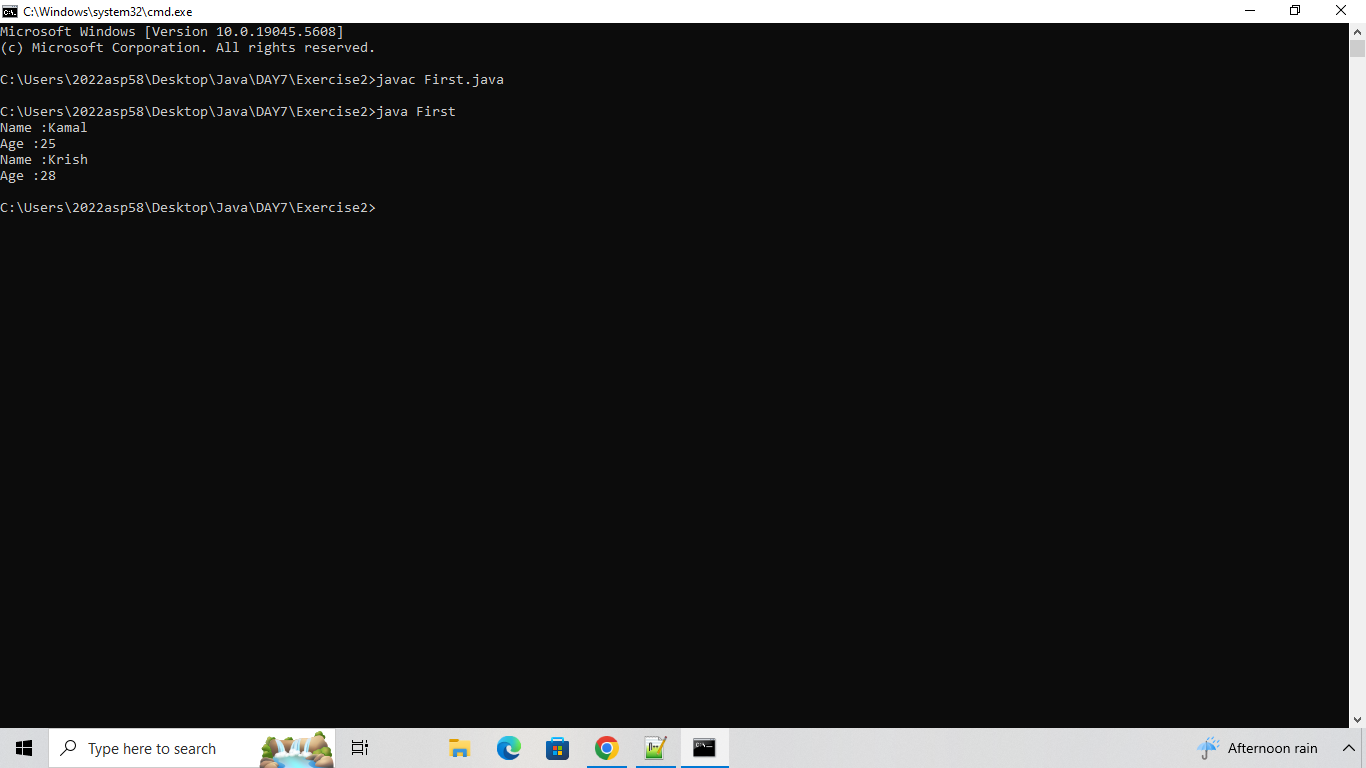 C:\Windows\system32\cmd.exe
Microsoft Windows [Version 10.0.19045.5608]
(c) Microsoft Corporation. All rights reserved.
C:\Users\2022asp58\Desktop\Java\DAY7\Exercise2>javac First.java
C:\Users\2022asp58\Desktop\Java\DAY7\Exercise2>java First
Name :Kamal
Age :25
Name :Krish
Age :28
C:\Users\2022asp58\Desktop\Java\DAY7\Exercise2>
Type here to search
Afternoon rain